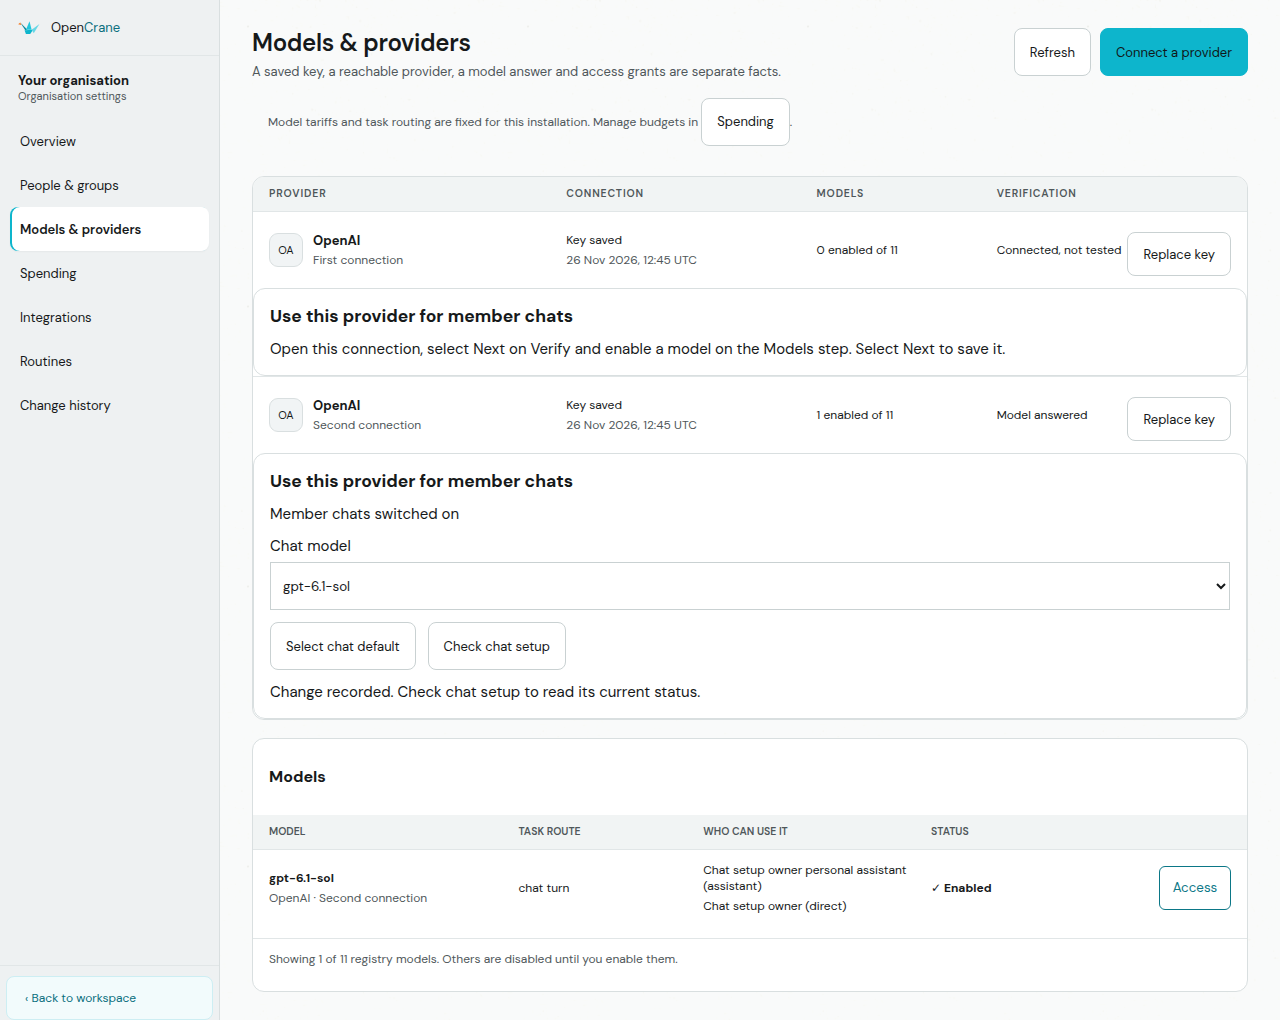 OpenCrane
Your organisation
Organisation settings
Overview
People & groups
Models & providers
Spending
Integrations
Routines
Change history
‹ Back to workspace
Models & providers
A saved key, a reachable provider, a model answer and access grants are separate facts.
Refresh
Connect a provider
Model tariffs and task routing are fixed for this installation. Manage budgets in Spending .
PROVIDER CONNECTION MODELS VERIFICATION
OA OpenAI
First connection
Key saved
26 Nov 2026, 12:45 UTC
0 enabled of 11
Connected, not tested
Replace key
Use this provider for member chats
Open this connection, select Next on Verify and enable a model on the Models step. Select Next to save it.
OA OpenAI
Second connection
Key saved
26 Nov 2026, 12:45 UTC
1 enabled of 11
Model answered
Replace key
Use this provider for member chats
Member chats switched on
Chat model
gpt-6.1-sol
Select chat default
Check chat setup
Change recorded. Check chat setup to read its current status.
Models
MODEL TASK ROUTE WHO CAN USE IT STATUS
gpt-6.1-sol
OpenAI · Second connection
chat turn
Chat setup owner personal assistant
(assistant)
Chat setup owner (direct)
✓ Enabled
Access
Showing 1 of 11 registry models. Others are disabled until you enable them.